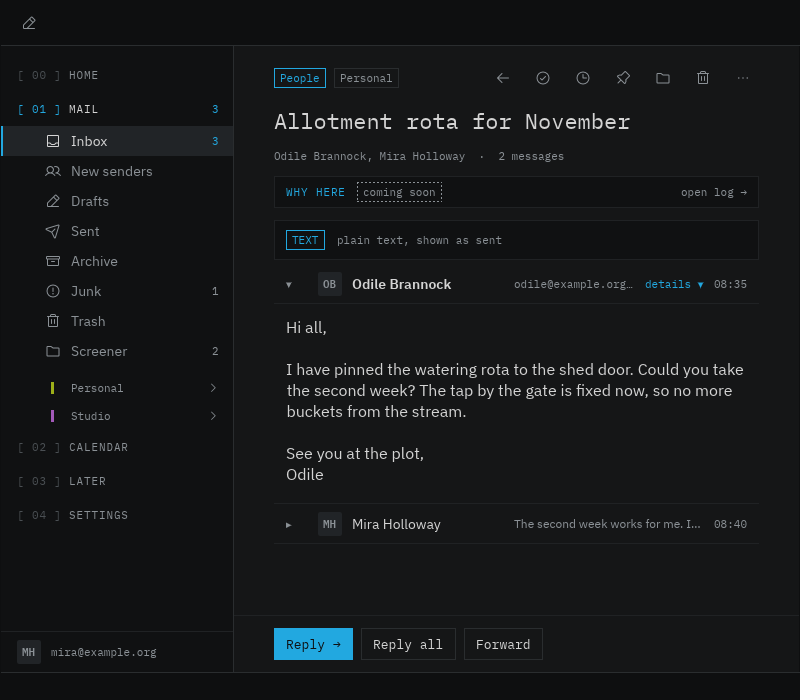 [ 00 ] HOME
[ 01 ] MAIL 3
Inbox 3
New senders
Drafts
Sent
Archive
Junk 1
Trash
Screener 2
Personal
Studio
[ 02 ] CALENDAR
[ 03 ] LATER
[ 04 ] SETTINGS
MH mira@example.org
People Personal
Allotment rota for November
Odile Brannock, Mira Holloway · 2 messages
WHY HERE coming soon open log →
TEXT plain text, shown as sent
▾ OB Odile Brannock odile@example.org… details ▾ 08:35
Hi all,
I have pinned the watering rota to the shed door. Could you take
the second week? The tap by the gate is fixed now, so no more
buckets from the stream.
See you at the plot,
Odile
▸ MH Mira Holloway The second week works for me. I… 08:40
Reply → Reply all Forward